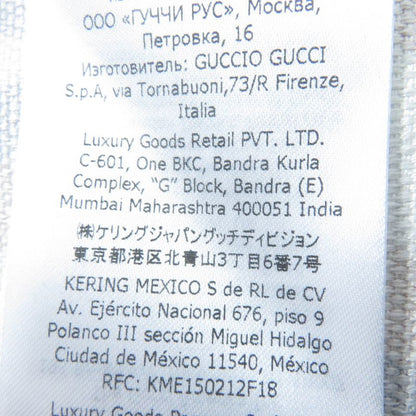 ООО «ГУЧЧИ РУС», Москва,
Петровка, 16
Изготовитель: GUCCIO GUCCI
S.p.A, via Tornabuoni,73/R Firenze,
Italia
Luxury Goods Retail PVT. LTD.
C-601, One BKC, Bandra Kurla
Complex, “G” Block, Bandra (E)
Mumbai Maharashtra 400051 India
㈱ケリングジャパングッチディビジョン
東京都港区北青山3丁目6番7号
KERING MEXICO S de RL de CV
Av. Ejército Nacional 676, piso 9
Polanco III sección Miguel Hidalgo
Ciudad de México 11540, México
RFC: KME150212F18